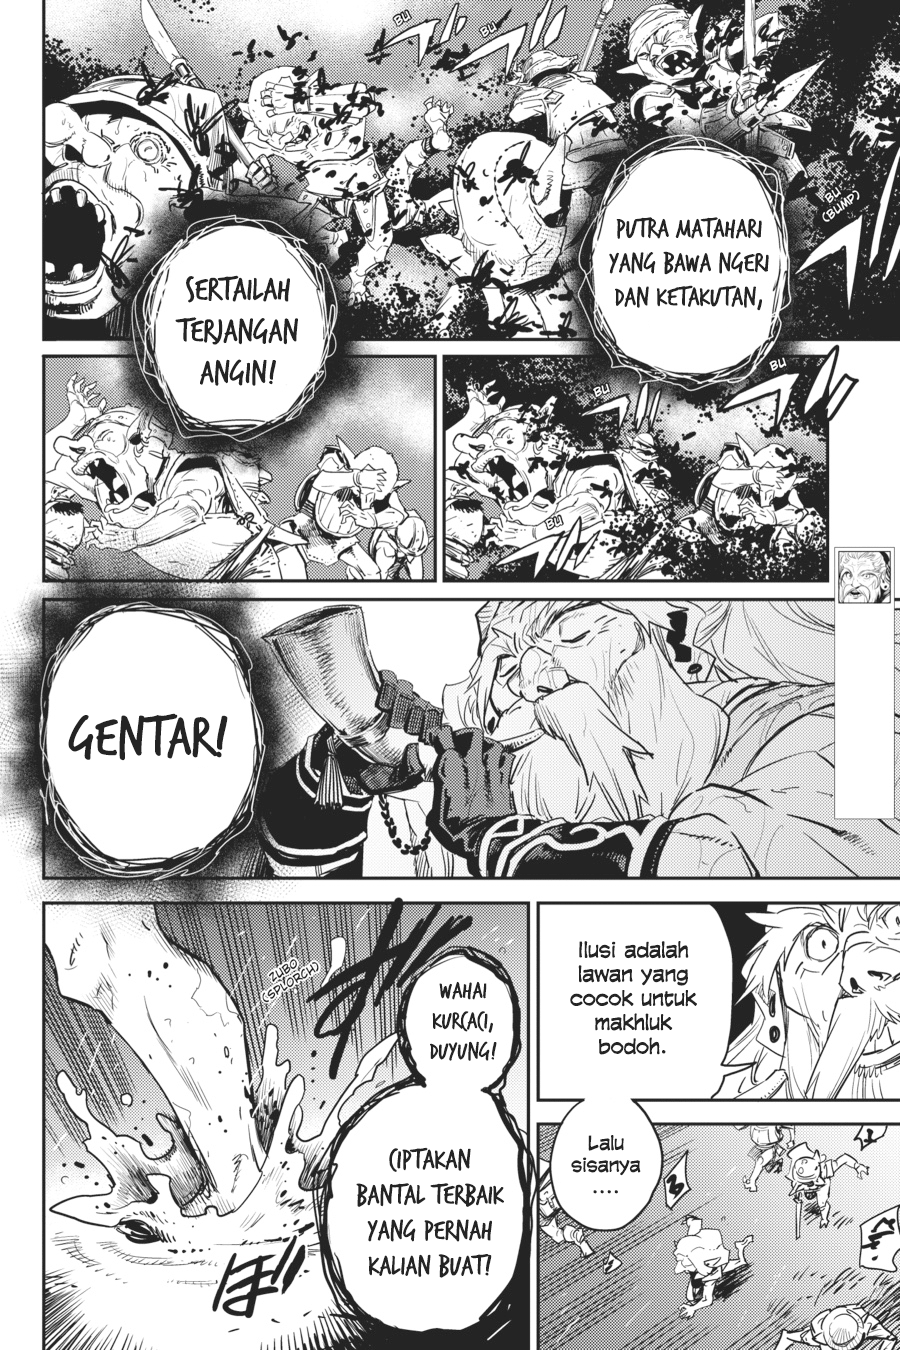 BU
BU
BU
(BUMP)
PUTRA MATAHARI
YANG BAWA NGERI
DAN KETAKUTAN,
SERTAILAH
TERJANGAN
ANGIN!
BU
BU
BU
GENTAR!
Ilusi adalah
lawan yang
cocok untuk
makhluk
bodoh.
Lalu
sisanya
....
ZUBO
(SPLORCH)
WAHAI
KURCACI,
DUYUNG!
CIPTAKAN
BANTAL TERBAIK
YANG PERNAH
KALIAN BUAT!